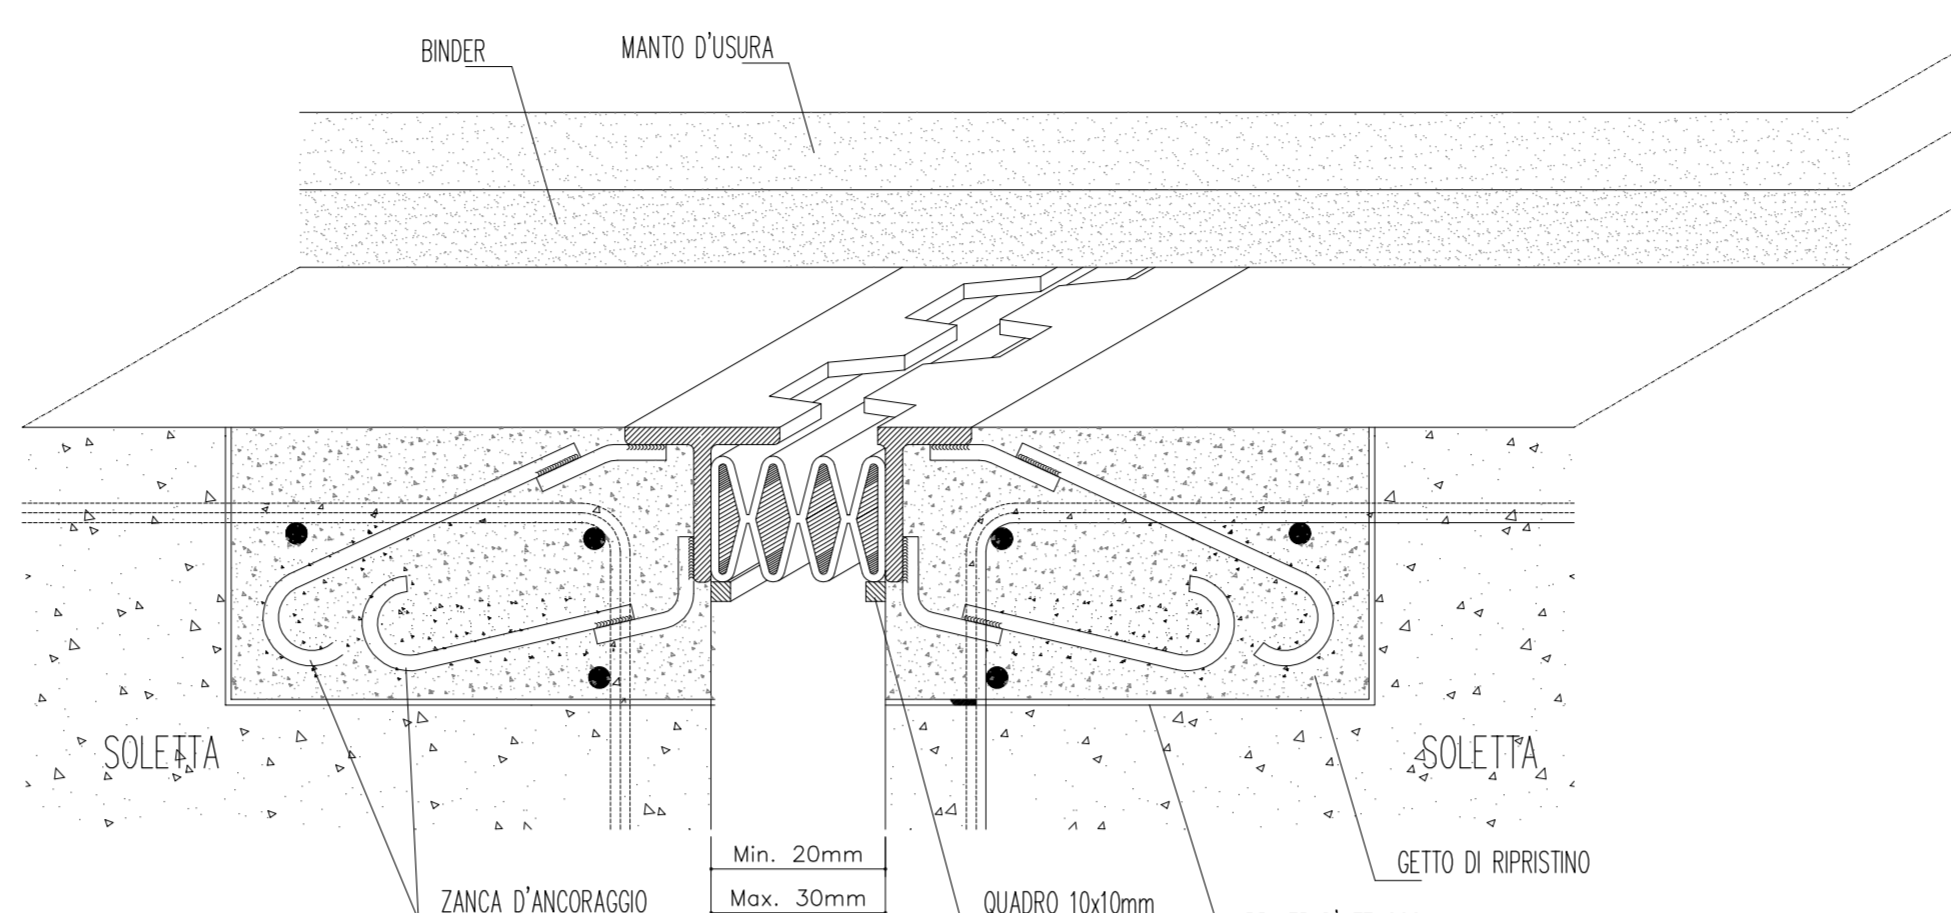 BINDER
MANTO D'USURA
SOLETTA
SOLETTA
Min. 20mm
Max. 30mm
ZANCA D'ANCORAGGIO
QUADRO 10x10mm
GETTO DI RIPRISTINO